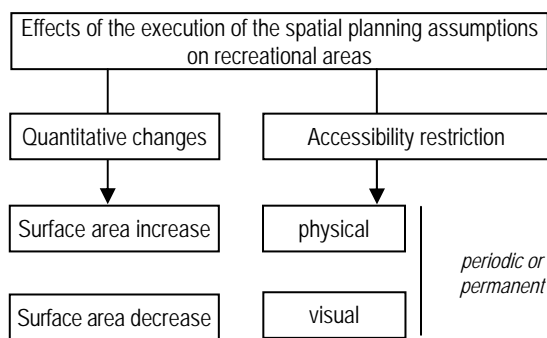 Effects of the execution of the spatial planning assumptions
on recreational areas
Quantitative changes
Accessibility restriction
Surface area increase
physical
periodic or
permanent
Surface area decrease
visual